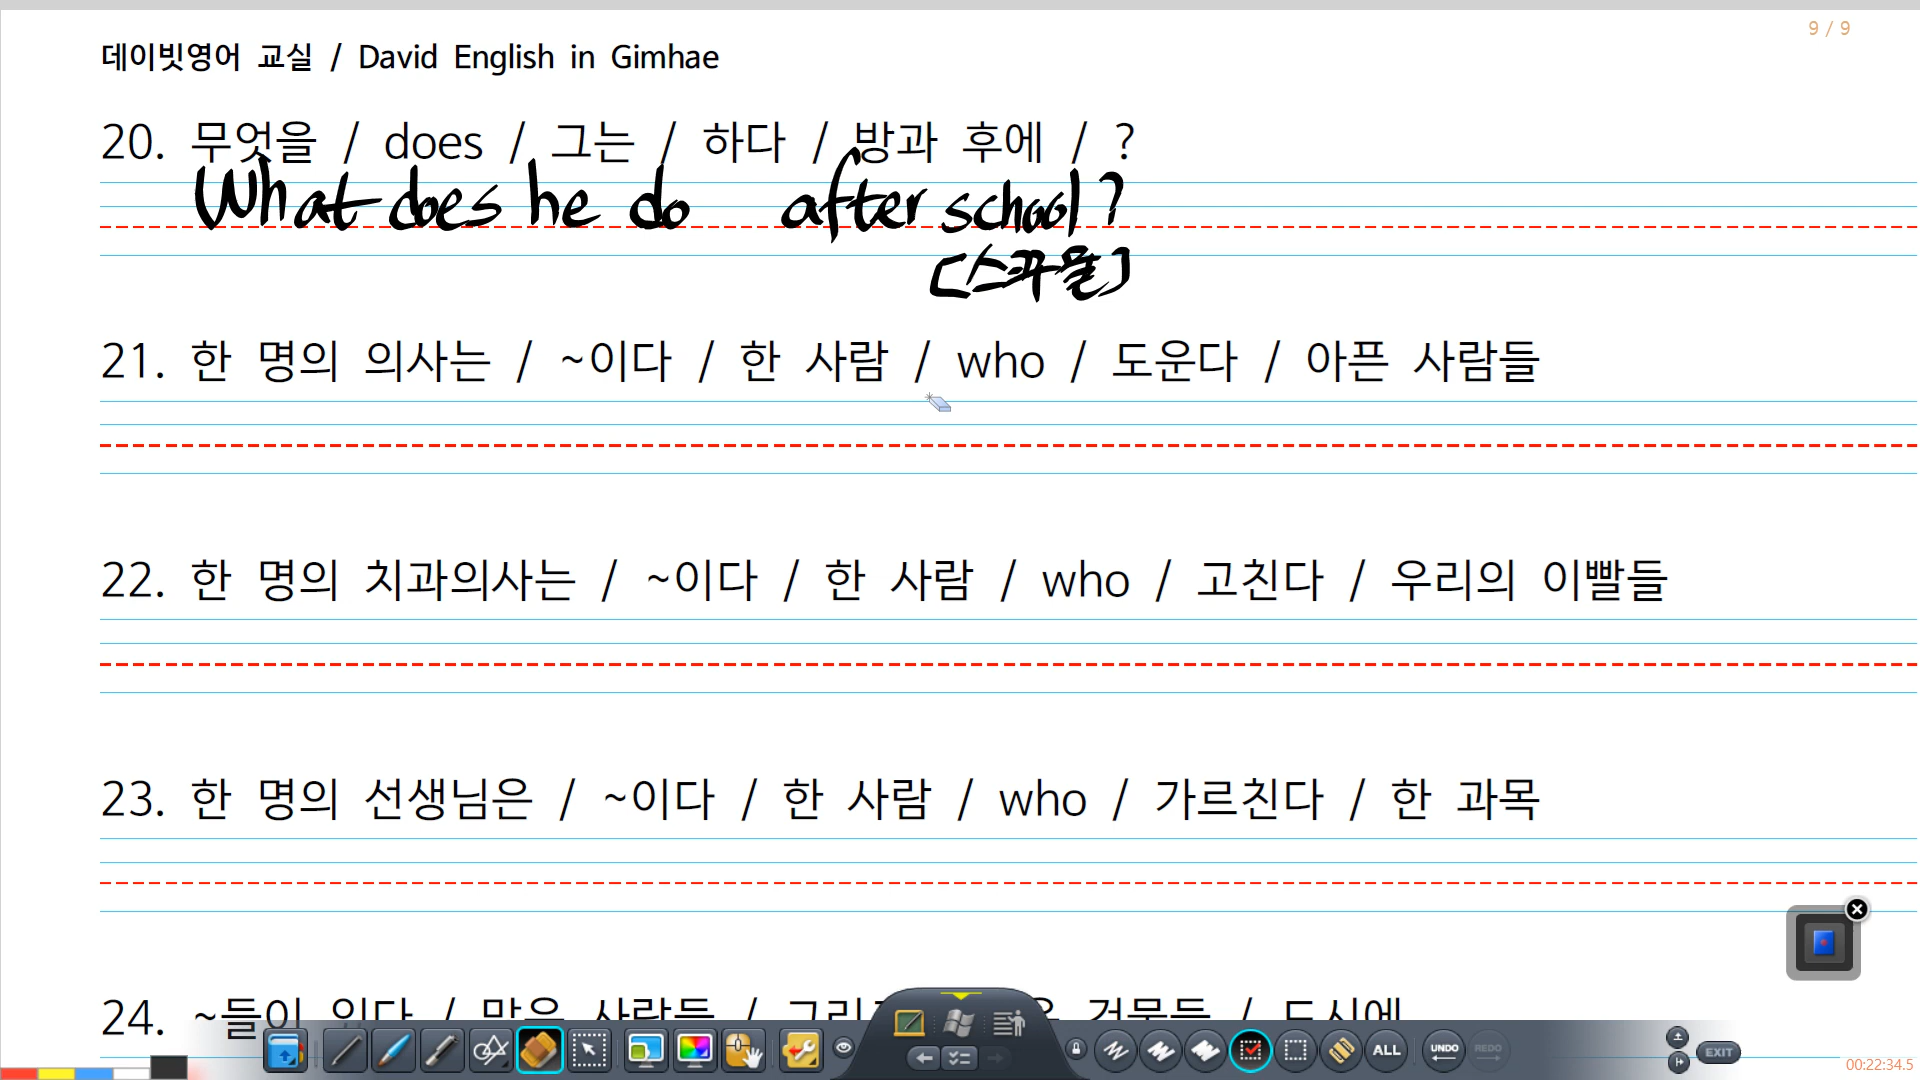 9 / 9
데이빗영어 교실 / David English in Gimhae
20. 무엇을 / does / 그는 / 하다 / 방과 후에 / ?
What does he do after school?
[스꾸울]
21. 한 명의 의사는 / ~이다 / 한 사람 / who / 도운다 / 아픈 사람들
22. 한 명의 치과의사는 / ~이다 / 한 사람 / who / 고친다 / 우리의 이빨들
23. 한 명의 선생님은 / ~이다 / 한 사람 / who / 가르친다 / 한 과목
24. ~들이 있다 / 많은 사람들 / 건물들 / 도시에
ALL UNDO REDO EXIT
00:22:34.5